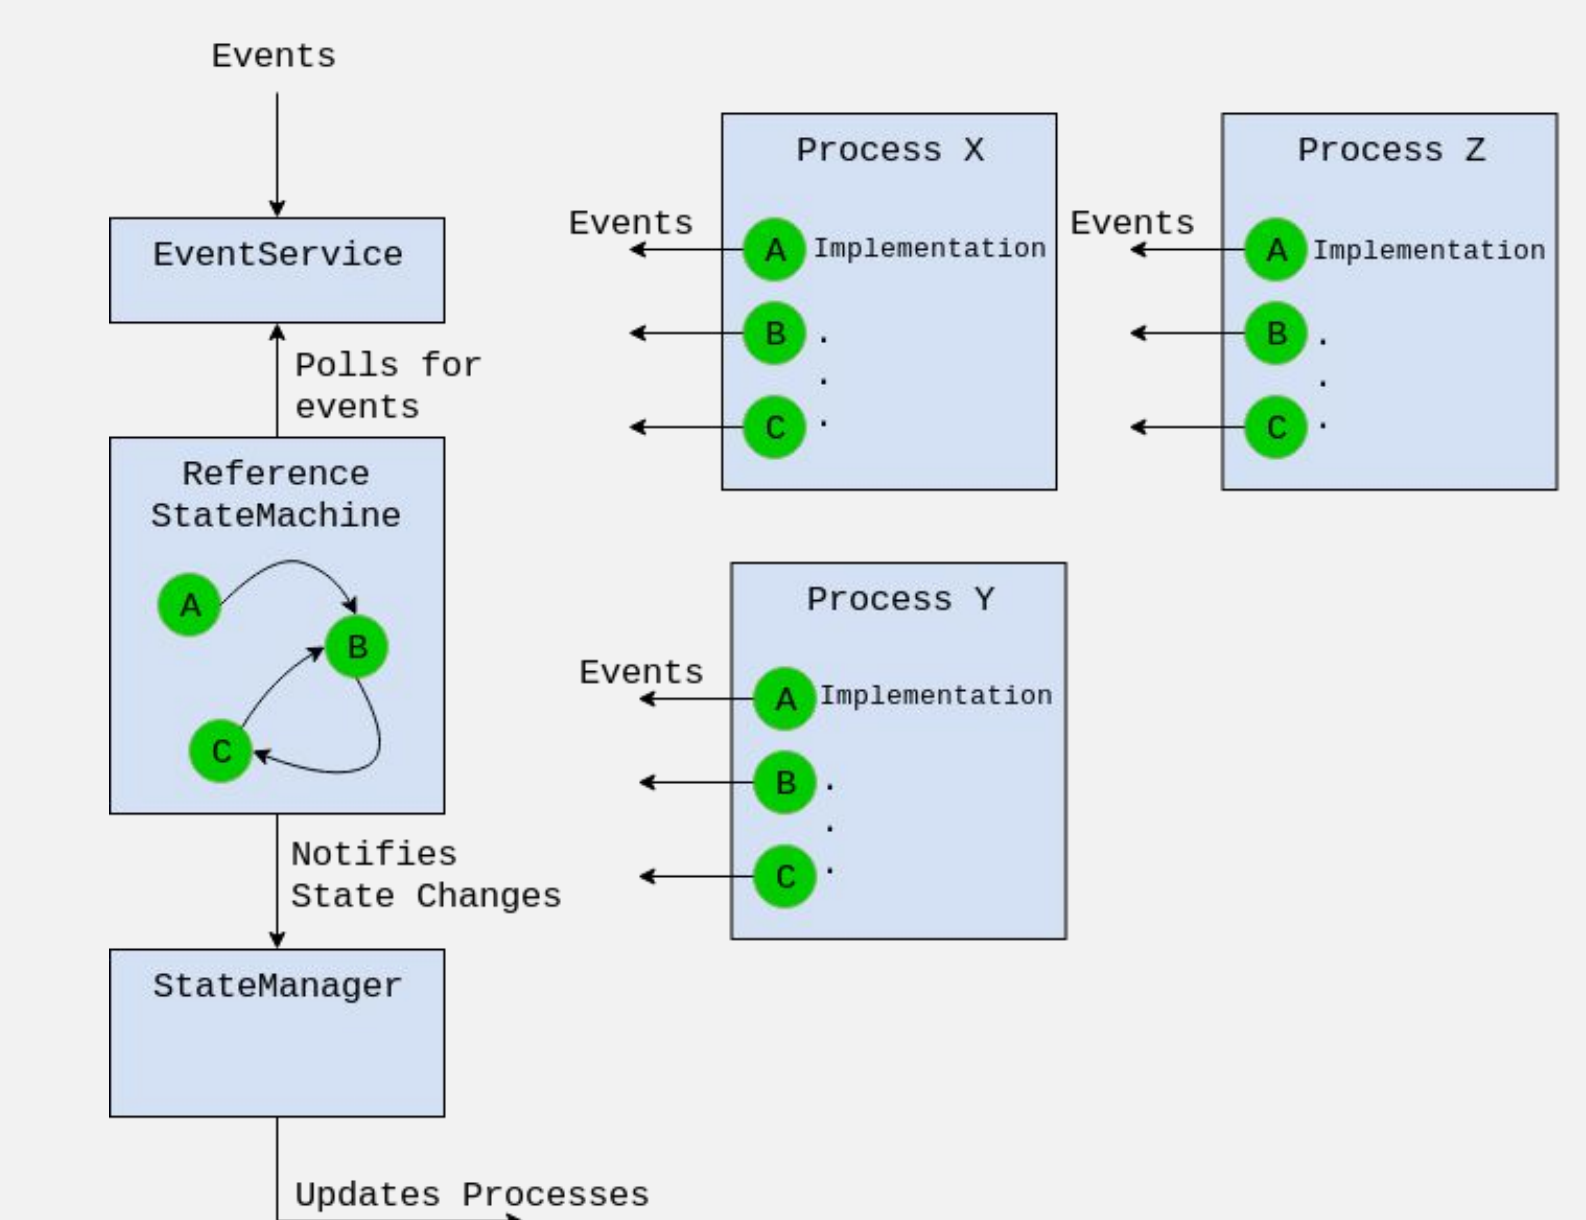 Events
EventService
Polls for
events
Reference
StateMachine
A
B
C
Notifies
State Changes
StateManager
Updates Processes
Process X
Events
A Implementation
B .
.
C .
Process Z
Events
A Implementation
B .
.
C .
Process Y
Events
A Implementation
B .
.
C .